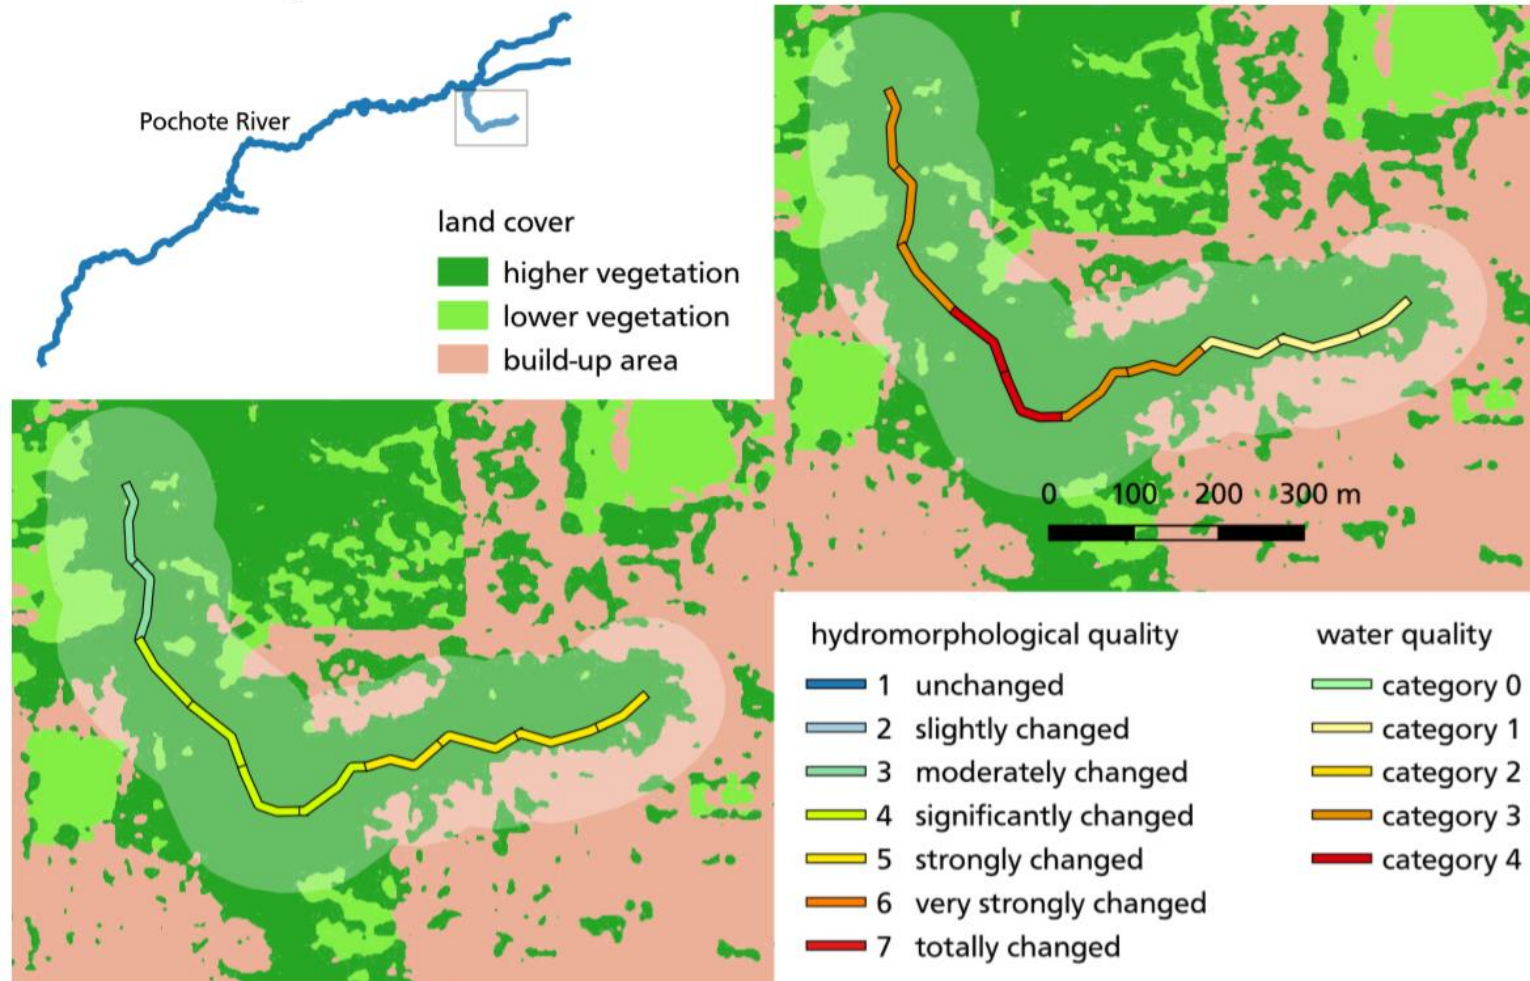 Pochote River
land cover
higher vegetation
lower vegetation
build-up area
0 100 200 300 m
hydromorphological quality
1 unchanged
2 slightly changed
3 moderately changed
4 significantly changed
5 strongly changed
6 very strongly changed
7 totally changed
water quality
category 0
category 1
category 2
category 3
category 4